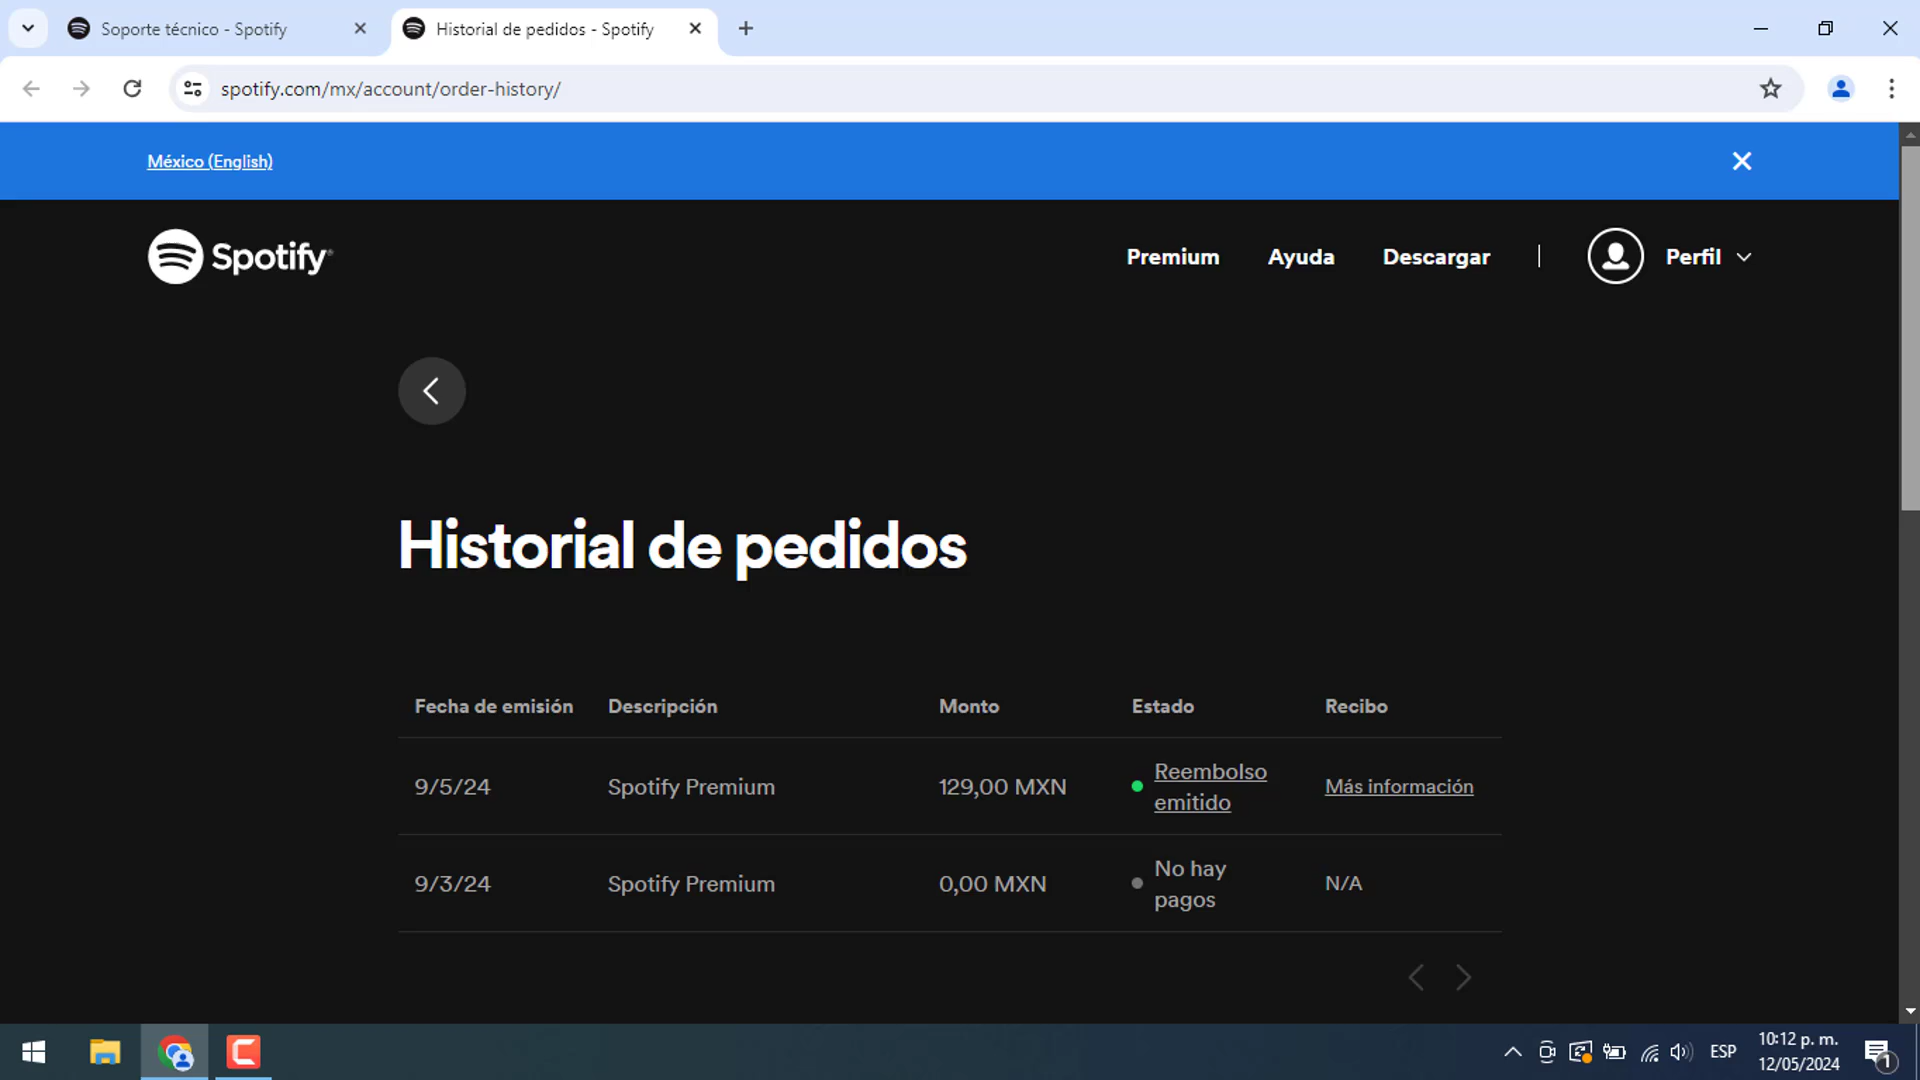 Soporte técnico - Spotify
Historial de pedidos - Spotify
spotify.com/mx/account/order-history/
México (English)
Spotify®
Premium
Ayuda
Descargar
Perfil
Historial de pedidos
Fecha de emisión
Descripción
Monto
Estado
Recibo
9/5/24
Spotify Premium
129,00 MXN
Reembolso
emitido
Más información
9/3/24
Spotify Premium
0,00 MXN
No hay
pagos
N/A
ESP
10:12 p. m.
12/05/2024
1